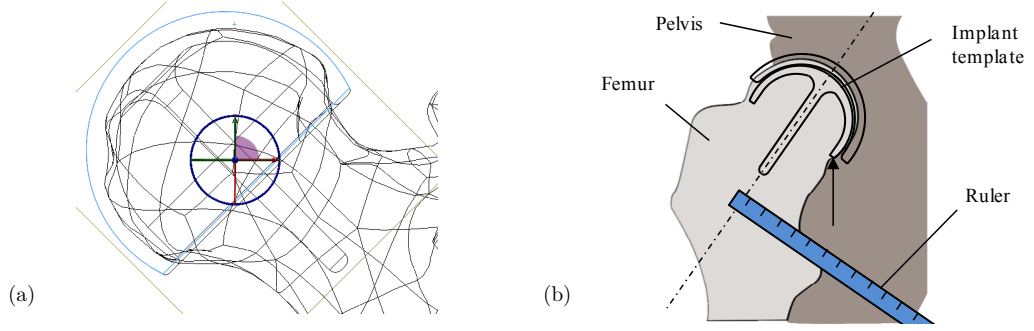 Pelvis
Implant
template
Femur
Ruler
(a)
(b)